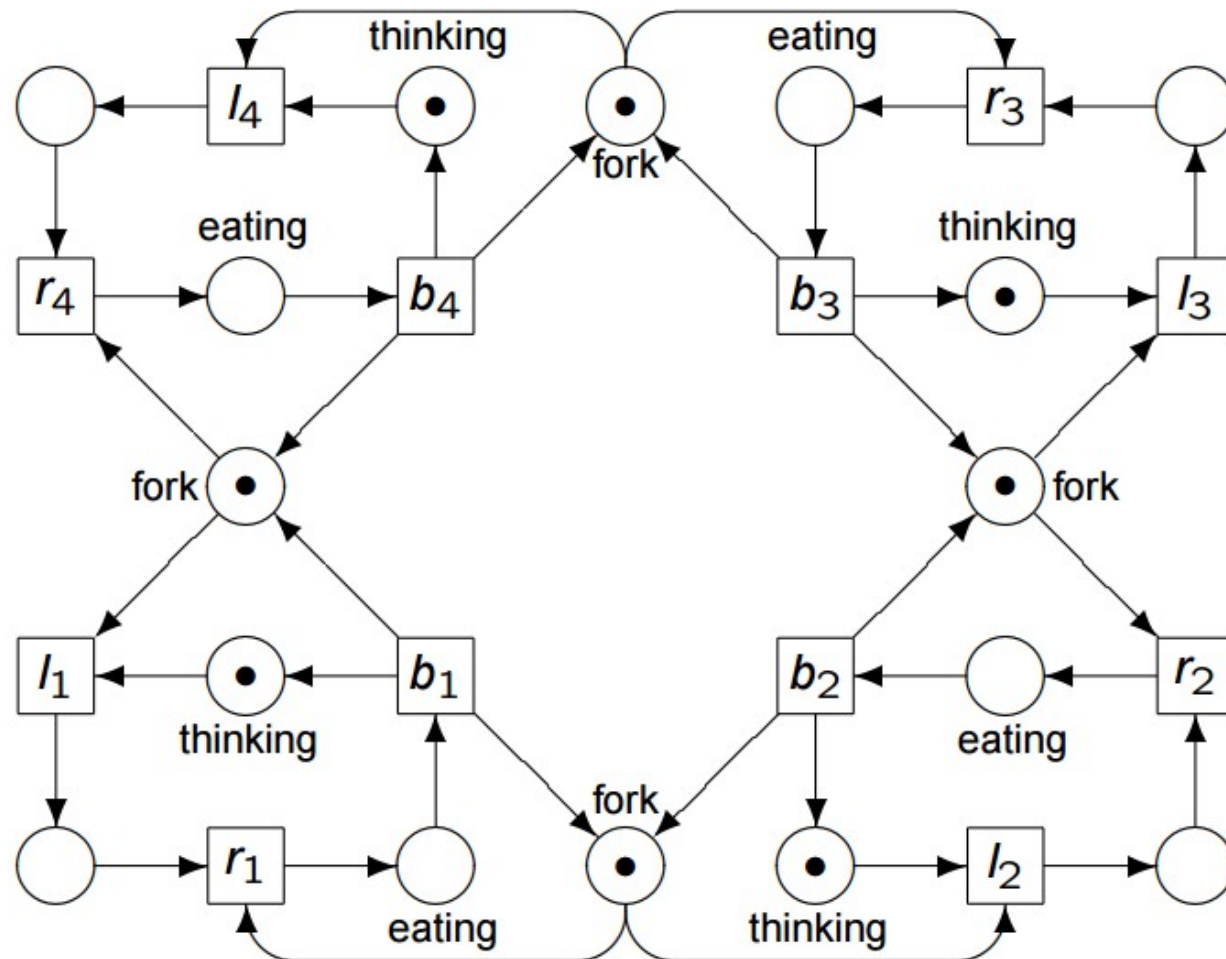 thinking eating
l4 r3
fork
eating thinking
r4 b4 b3 l3
fork fork
l1 b1 b2 r2
thinking eating
fork
r1 l2
eating thinking